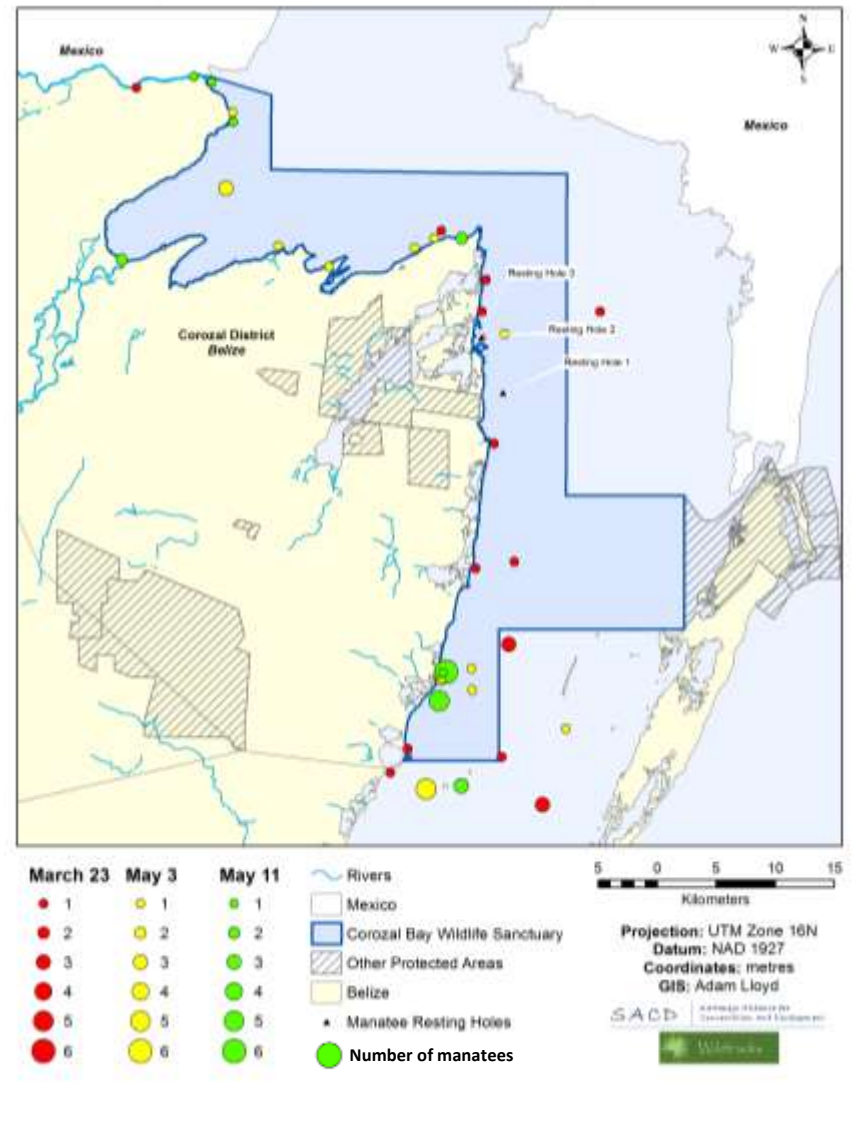 Mexico
N
W E
S
Mexico
Resting Hole 3
Corozal District
Belize
Resting Hole 2
Resting Hole 1
March 23 May 3 May 11
1 1 1
2 2 2
3 3 3
4 4 4
5 5 5
6 6 6
Rivers
Mexico
Corozal Bay Wildlife Sanctuary
Other Protected Areas
Belize
Manatee Resting Holes
Number of manatees
5 0 5 10 15
Kilometers
Projection: UTM Zone 16N
Datum: NAD 1927
Coordinates: metres
GIS: Adam Lloyd
SACD
Wildtracks